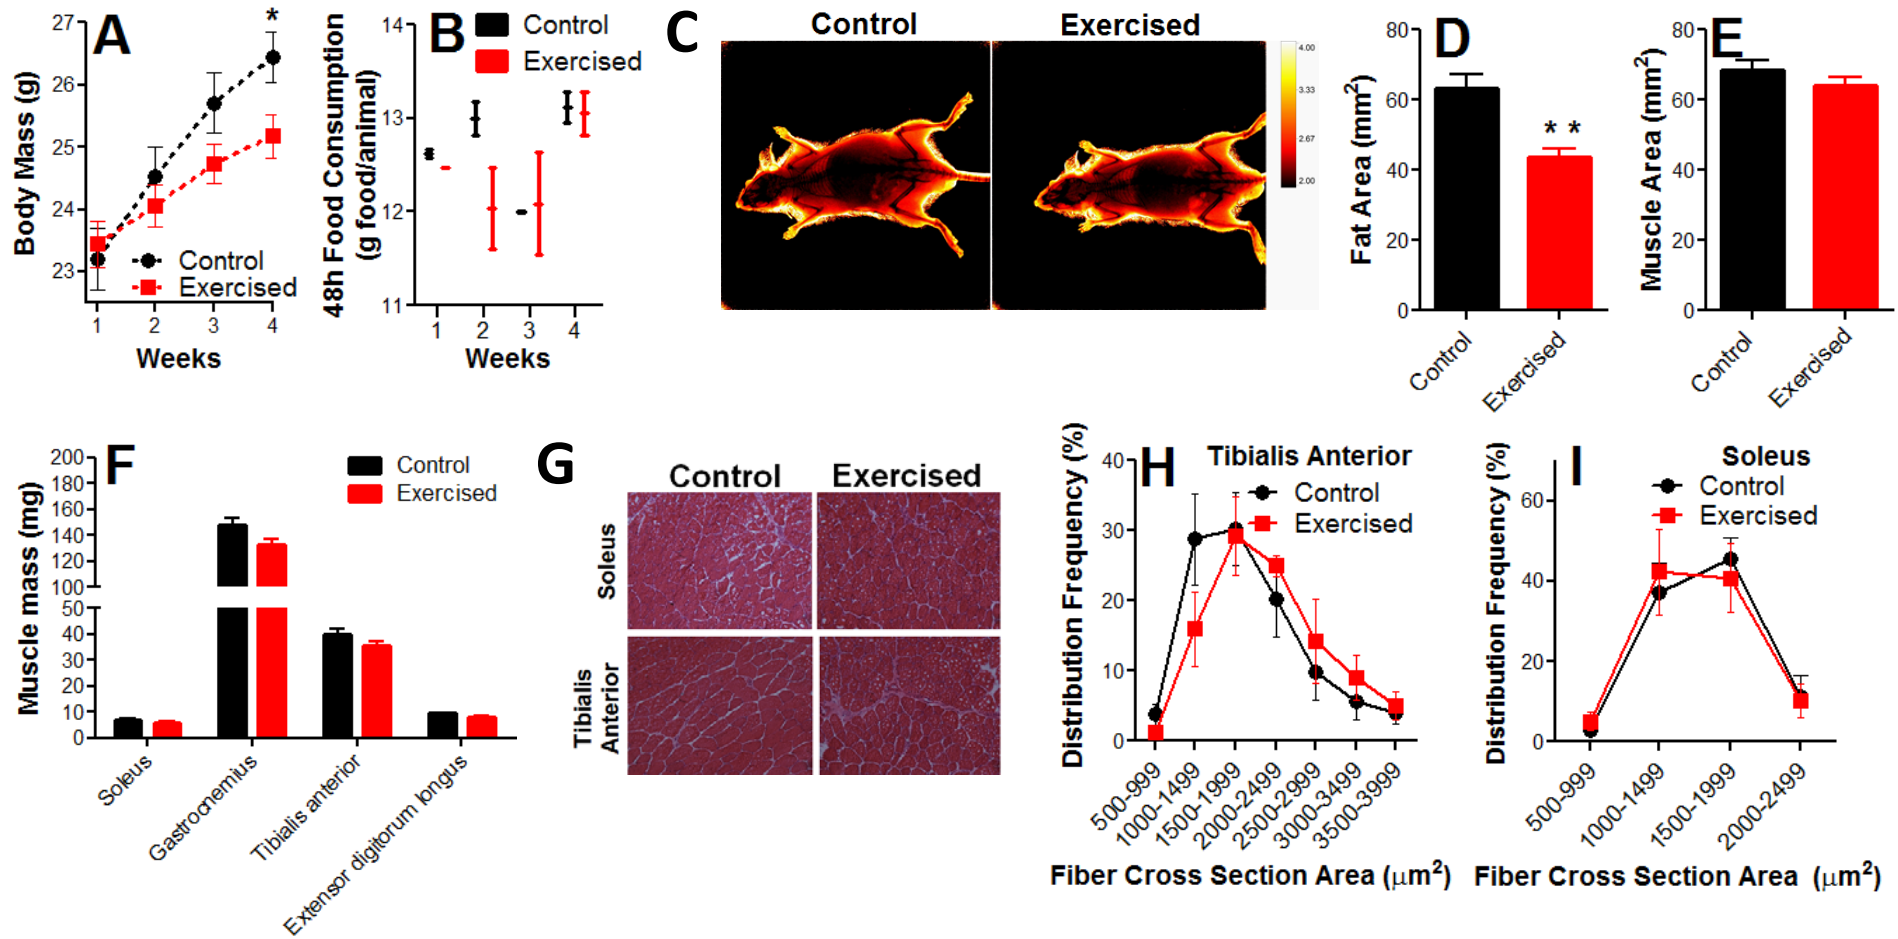 A
27
26
25
24
23
*
Body Mass (g)
Control
Exercised
1 2 3 4
Weeks
B
14
13
12
11
48h Food Consumption
(g food/animal)
Control
Exercised
1 2 3 4
Weeks
C
Control Exercised
4.00
3.33
2.67
2.00
D
80
60
40
20
0
Fat Area (mm²)
* *
Control Exercised
E
80
60
40
20
0
Muscle Area (mm²)
Control Exercised
F
200
180
160
140
120
100
50
40
30
20
10
0
Muscle mass (mg)
Control
Exercised
Soleus
Gastrocnemius
Tibialis anterior
Extensor digitorum longus
G
Control Exercised
Soleus
Tibialis
Anterior
H
Tibialis Anterior
Control
Exercised
40
30
20
10
0
Distribution Frequency (%)
500-999
1000-1499
1500-1999
2000-2499
2500-2999
3000-3499
3500-3999
Fiber Cross Section Area (μm²)
I
Soleus
Control
Exercised
60
40
20
0
Distribution Frequency (%)
500-999
1000-1499
1500-1999
2000-2499
Fiber Cross Section Area (μm²)